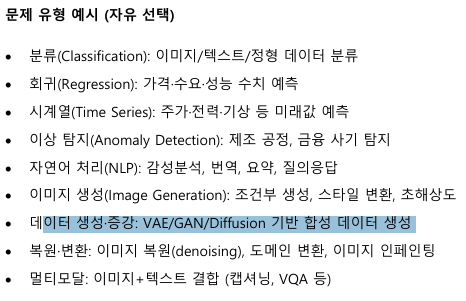 문제 유형 예시 (자유 선택)
• 분류(Classification): 이미지/텍스트/정형 데이터 분류
• 회귀(Regression): 가격·수요·성능 수치 예측
• 시계열(Time Series): 주가·전력·기상 등 미래값 예측
• 이상 탐지(Anomaly Detection): 제조 공정, 금융 사기 탐지
• 자연어 처리(NLP): 감성분석, 번역, 요약, 질의응답
• 이미지 생성(Image Generation): 조건부 생성, 스타일 변환, 초해상도
• 데이터 생성·증강: VAE/GAN/Diffusion 기반 합성 데이터 생성
• 복원·변환: 이미지 복원(denoising), 도메인 변환, 이미지 인페인팅
• 멀티모달: 이미지+텍스트 결합 (캡셔닝, VQA 등)